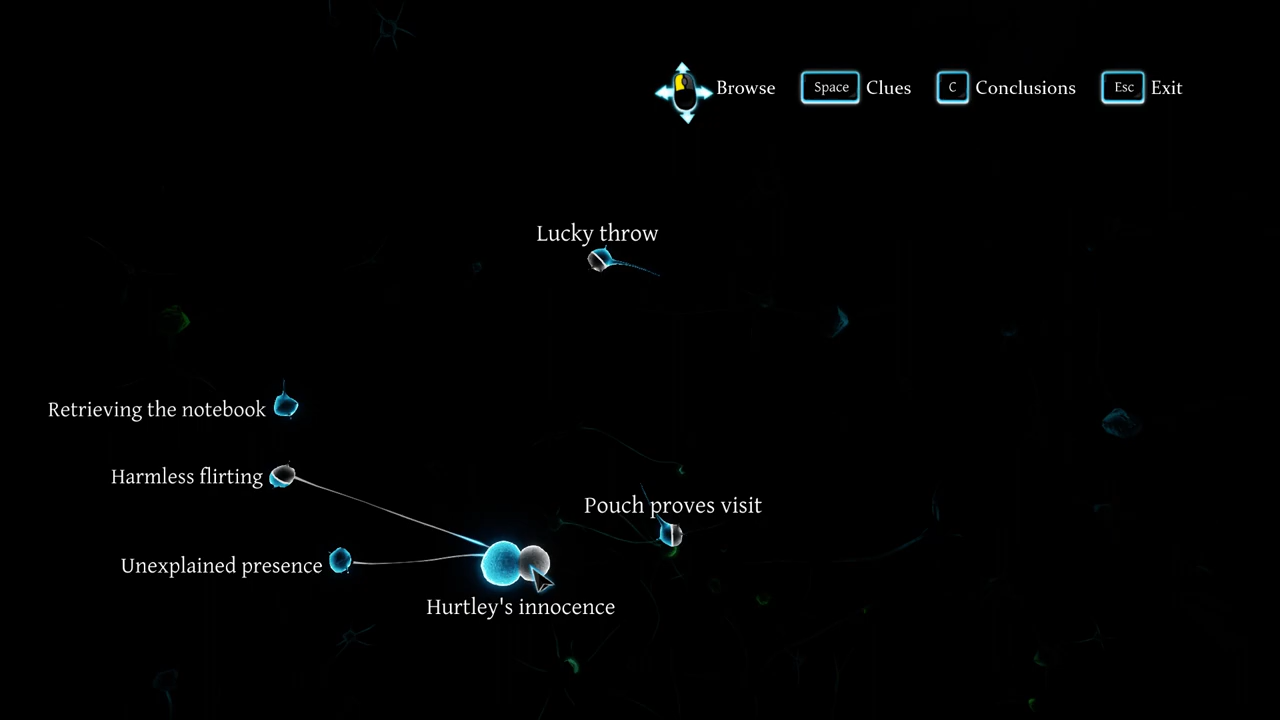 Browse
Space
Clues
C
Conclusions
Esc
Exit
Lucky throw
Retrieving the notebook
Harmless flirting
Pouch proves visit
Unexplained presence
Hurtley's innocence